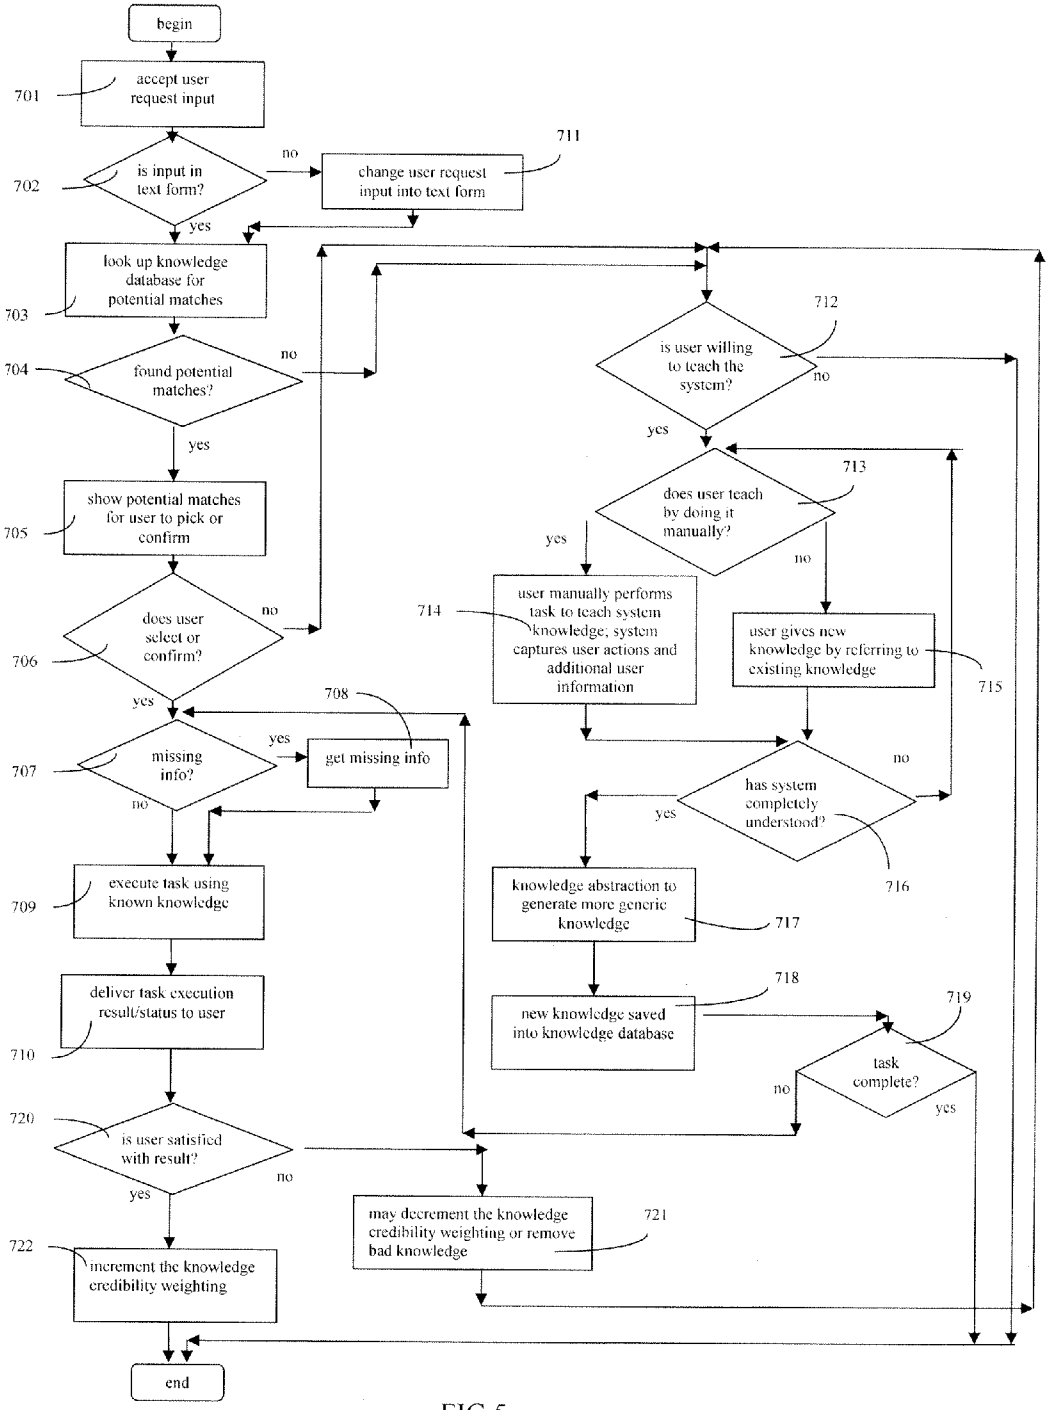 begin
701
accept user
request input
702
is input in
text form?
no
yes
711
change user request
input into text form
look up knowledge
database for
potential matches
703
704
found potential
matches?
no
yes
show potential matches
for user to pick or
confirm
705
does user
select or
confirm?
706
no
yes
missing
info?
707
yes
no
708
get missing info
execute task using
known knowledge
709
deliver task execution
result/status to user
710
720
is user satisfied
with result?
no
yes
722
increment the knowledge
credibility weighting
end
712
is user willing
to teach the
system?
no
yes
713
does user teach
by doing it
manually?
yes
no
user manually performs
task to teach system
knowledge; system
captures user actions and
additional user
information
714
user gives new
knowledge by referring to
existing knowledge
715
has system
completely
understood?
no
yes
716
knowledge abstraction to
generate more generic
knowledge
717
718
new knowledge saved
into knowledge database
719
task
complete?
no
yes
may decrement the knowledge
credibility weighting or remove
bad knowledge
721
FIG 5